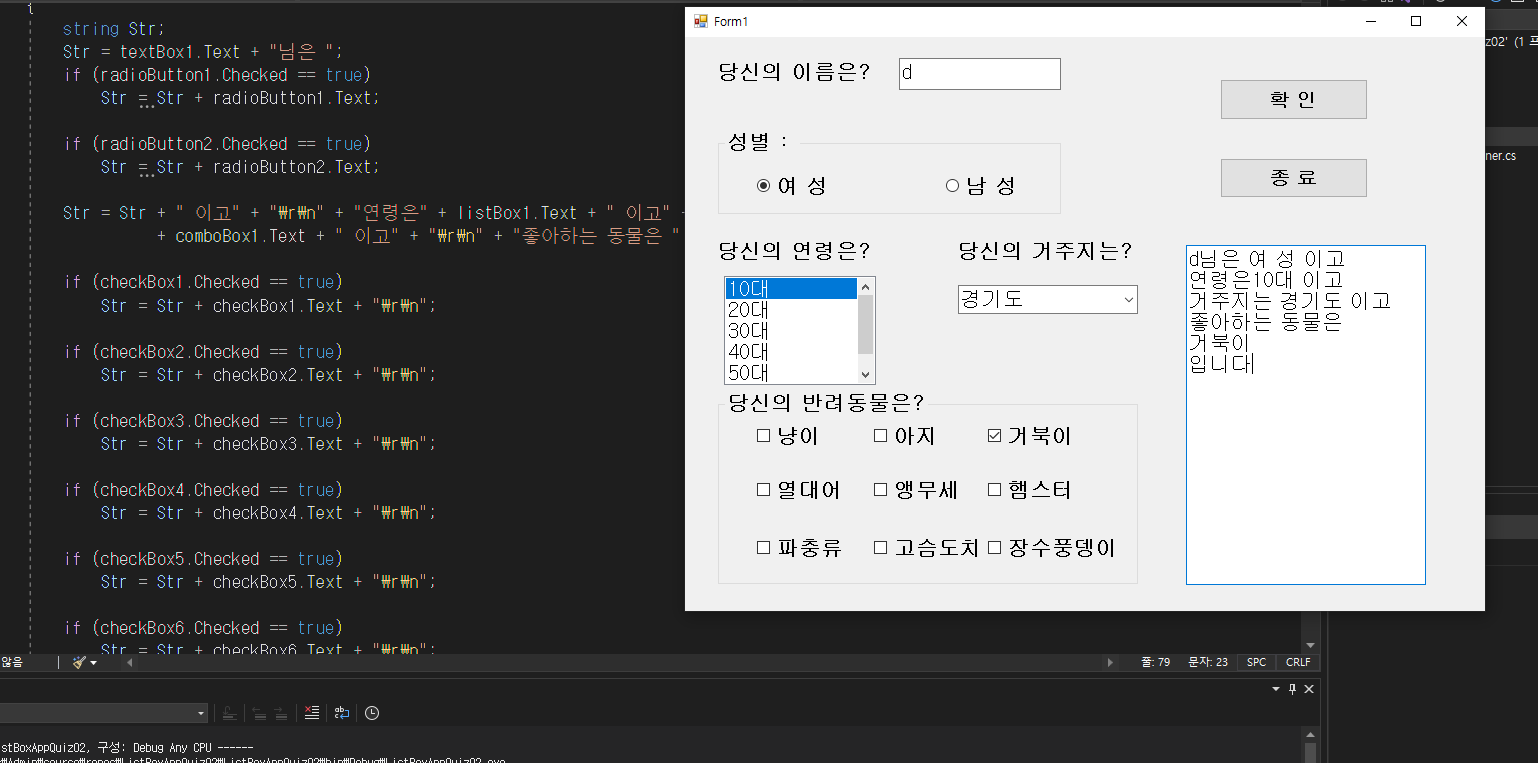 {
string Str;
Str = textBox1.Text + "님은 ";
if (radioButton1.Checked == true)
Str = Str + radioButton1.Text;
if (radioButton2.Checked == true)
Str = Str + radioButton2.Text;
Str = Str + " 이고" + "₩r₩n" + "연령은" + listBox1.Text + " 이고"
+ comboBox1.Text + " 이고" + "₩r₩n" + "좋아하는 동물은 "
if (checkBox1.Checked == true)
Str = Str + checkBox1.Text + "₩r₩n";
if (checkBox2.Checked == true)
Str = Str + checkBox2.Text + "₩r₩n";
if (checkBox3.Checked == true)
Str = Str + checkBox3.Text + "₩r₩n";
if (checkBox4.Checked == true)
Str = Str + checkBox4.Text + "₩r₩n";
if (checkBox5.Checked == true)
Str = Str + checkBox5.Text + "₩r₩n";
if (checkBox6.Checked == true)
Str = Str + checkBox6.Text + "₩r₩n";
않음
줄: 79 문자: 23 SPC CRLF
stBoxAppQuiz02, 구성: Debug Any CPU ------
₩Admin₩source₩repos₩ListBoxAppQuiz02₩ListBoxAppQuiz02₩bin₩Debug₩ListBoxAppQuiz02.exe
Form1
당신의 이름은? d
확 인
성별 :
여 성 남 성
종 료
당신의 연령은? 당신의 거주지는?
10대
20대
30대
40대
50대
경기도
d님은 여 성 이고
연령은10대 이고
거주지는 경기도 이고
좋아하는 동물은
거북이
입니다
당신의 반려동물은?
냥이 아지 거북이
열대어 앵무세 햄스터
파충류 고슴도치 장수풍뎅이
z02' (1 프
ner.cs